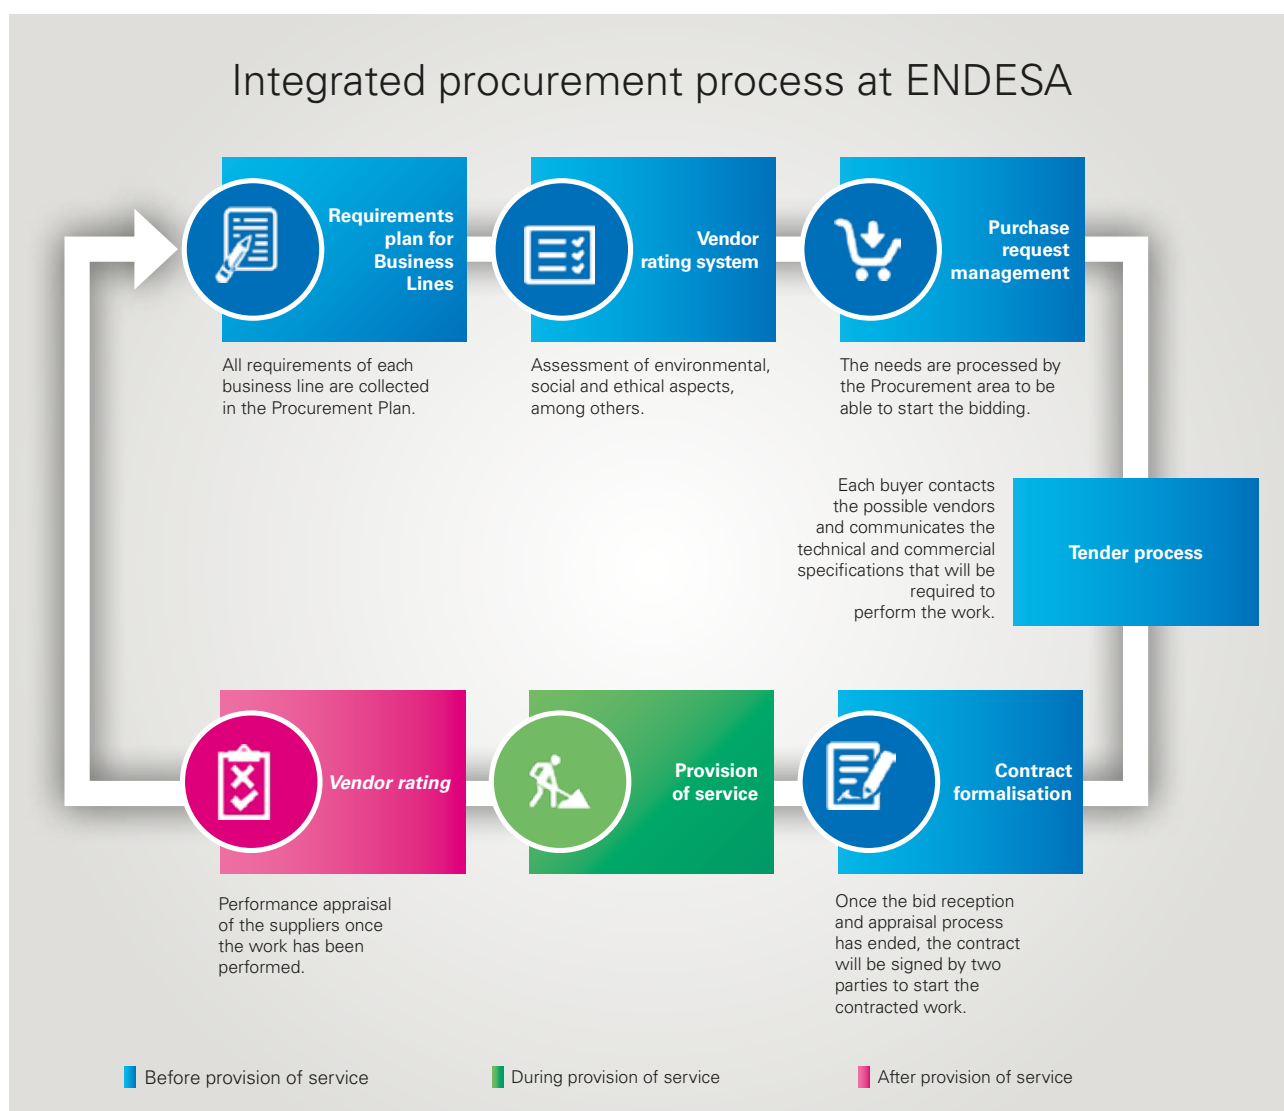 Integrated procurement process at ENDESA
Requirements
plan for
Business
Lines
All requirements of each
business line are collected
in the Procurement Plan.
Vendor
rating system
Assessment of environmental,
social and ethical aspects,
among others.
Purchase
request
management
The needs are processed by
the Procurement area to be
able to start the bidding.
Each buyer contacts
the possible vendors
and communicates the
technical and commercial
specifications that will be
required to
perform the work.
Tender process
Contract
formalisation
Once the bid reception
and appraisal process
has ended, the contract
will be signed by two
parties to start the
contracted work.
Provision
of service
Vendor rating
Performance appraisal
of the suppliers once
the work has been
performed.
Before provision of service
During provision of service
After provision of service